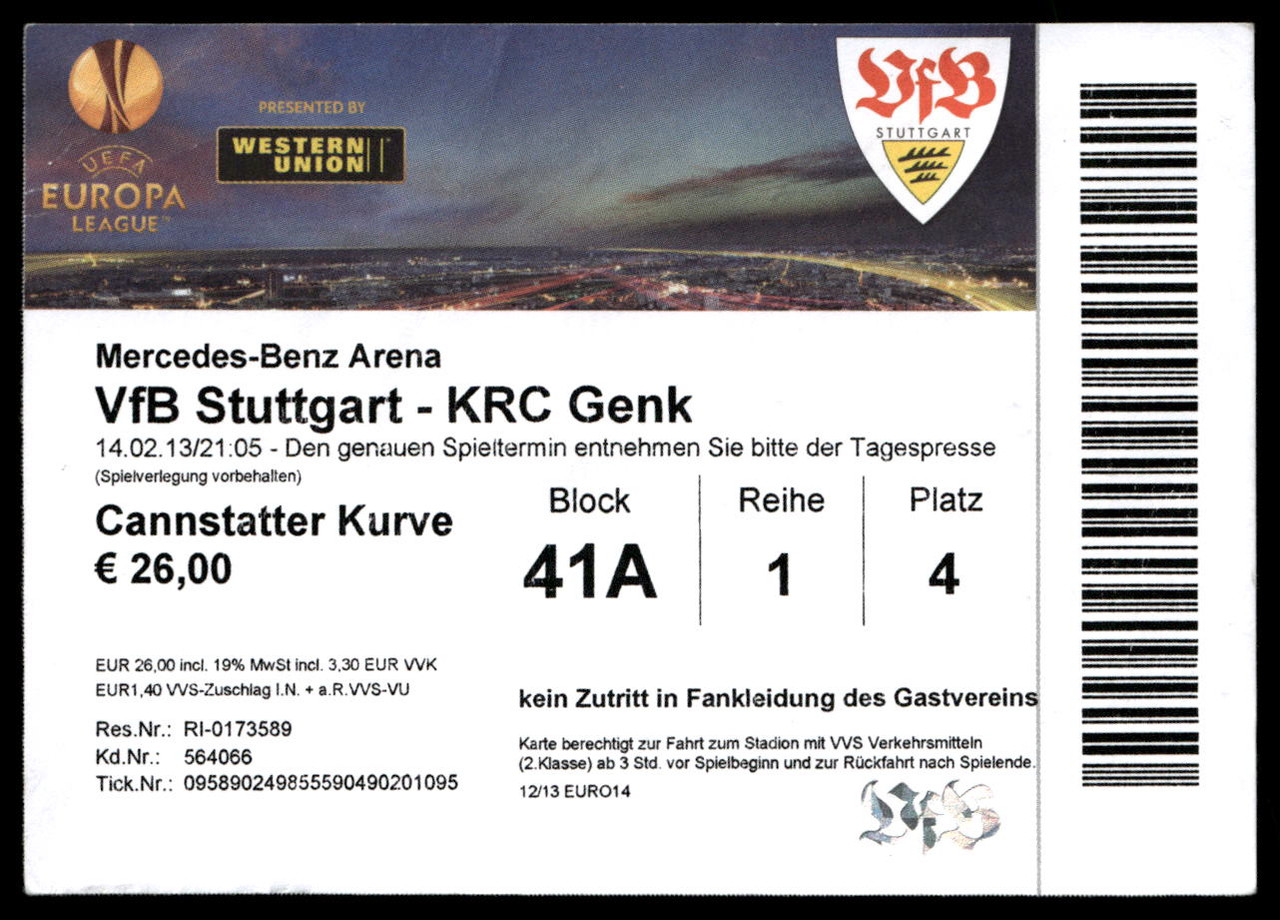 UEFA
EUROPA
LEAGUE™
PRESENTED BY
WESTERN
UNION
VfB
STUTTGART
Mercedes-Benz Arena
VfB Stuttgart - KRC Genk
14.02.13/21:05 - Den genauen Spieltermin entnehmen Sie bitte der Tagespresse
(Spielverlegung vorbehalten)
Cannstatter Kurve
€ 26,00
Block Reihe Platz
41A 1 4
EUR 26,00 incl. 19% MwSt incl. 3,30 EUR VVK
EUR1,40 VVS-Zuschlag I.N. + a.R.VVS-VU
Res.Nr.: RI-0173589
Kd.Nr.: 564066
Tick.Nr.: 095890249855590490201095
kein Zutritt in Fankleidung des Gastvereins
Karte berechtigt zur Fahrt zum Stadion mit VVS Verkehrsmitteln
(2.Klasse) ab 3 Std. vor Spielbeginn und zur Rückfahrt nach Spielende.
12/13 EURO14
VfB